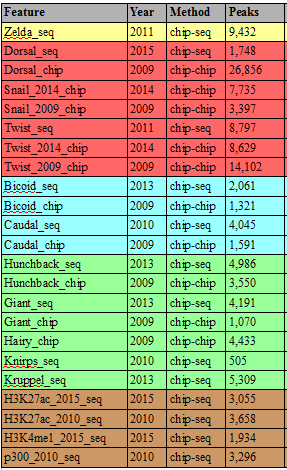 Feature Year Method Peaks
Zelda_seq 2011 chip-seq 9,432
Dorsal_seq 2015 chip-seq 1,748
Dorsal_chip 2009 chip-chip 26,856
Snail_2014_chip 2014 chip-chip 7,735
Snail_2009_chip 2009 chip-chip 3,397
Twist_seq 2011 chip-seq 8,797
Twist_2014_chip 2014 chip-chip 8,629
Twist_2009_chip 2009 chip-chip 14,102
Bicoid_seq 2013 chip-seq 2,061
Bicoid_chip 2009 chip-chip 1,321
Caudal_seq 2010 chip-seq 4,045
Caudal_chip 2009 chip-chip 1,591
Hunchback_seq 2013 chip-seq 4,986
Hunchback_chip 2009 chip-chip 3,550
Giant_seq 2013 chip-seq 4,191
Giant_chip 2009 chip-chip 1,070
Hairy_chip 2009 chip-chip 4,433
Knirps_seq 2010 chip-seq 505
Kruppel_seq 2013 chip-seq 5,309
H3K27ac_2015_seq 2015 chip-seq 3,055
H3K27ac_2010_seq 2010 chip-seq 3,658
H3K4me1_2015_seq 2015 chip-seq 1,934
p300_2010_seq 2010 chip-seq 3,296